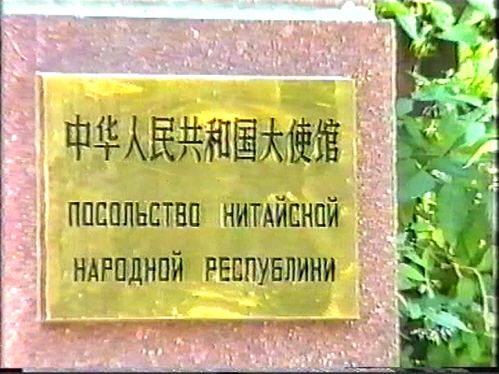 中华人民共和国大使馆
ПОСОЛЬСТВО КИТАЙСКОЙ
НАРОДНОЙ РЕСПУБЛИКИ